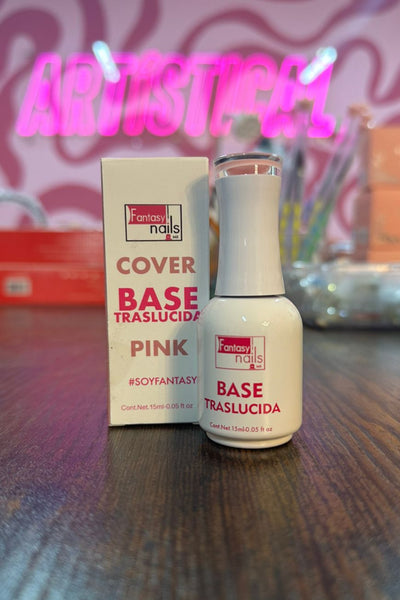 ARTÍSTICAL
Fantasy
nails
COVER
BASE
TRASLUCIDA
PINK
#SOYFANTASY
Cont.Net.15ml-0.05 fl oz
Fantasy
nails
BASE
TRASLUCIDA
Cont.Net.15ml-0.05 fl oz